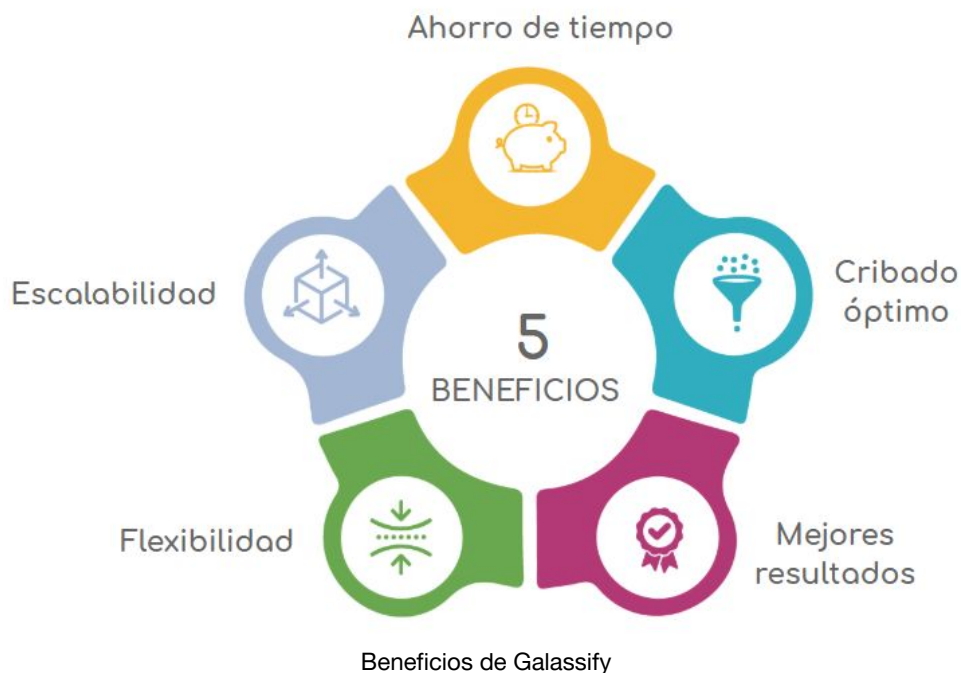 Ahorro de tiempo
Cribado
óptimo
Mejores
resultados
Flexibilidad
Escalabilidad
5
BENEFICIOS
Beneficios de Galassify